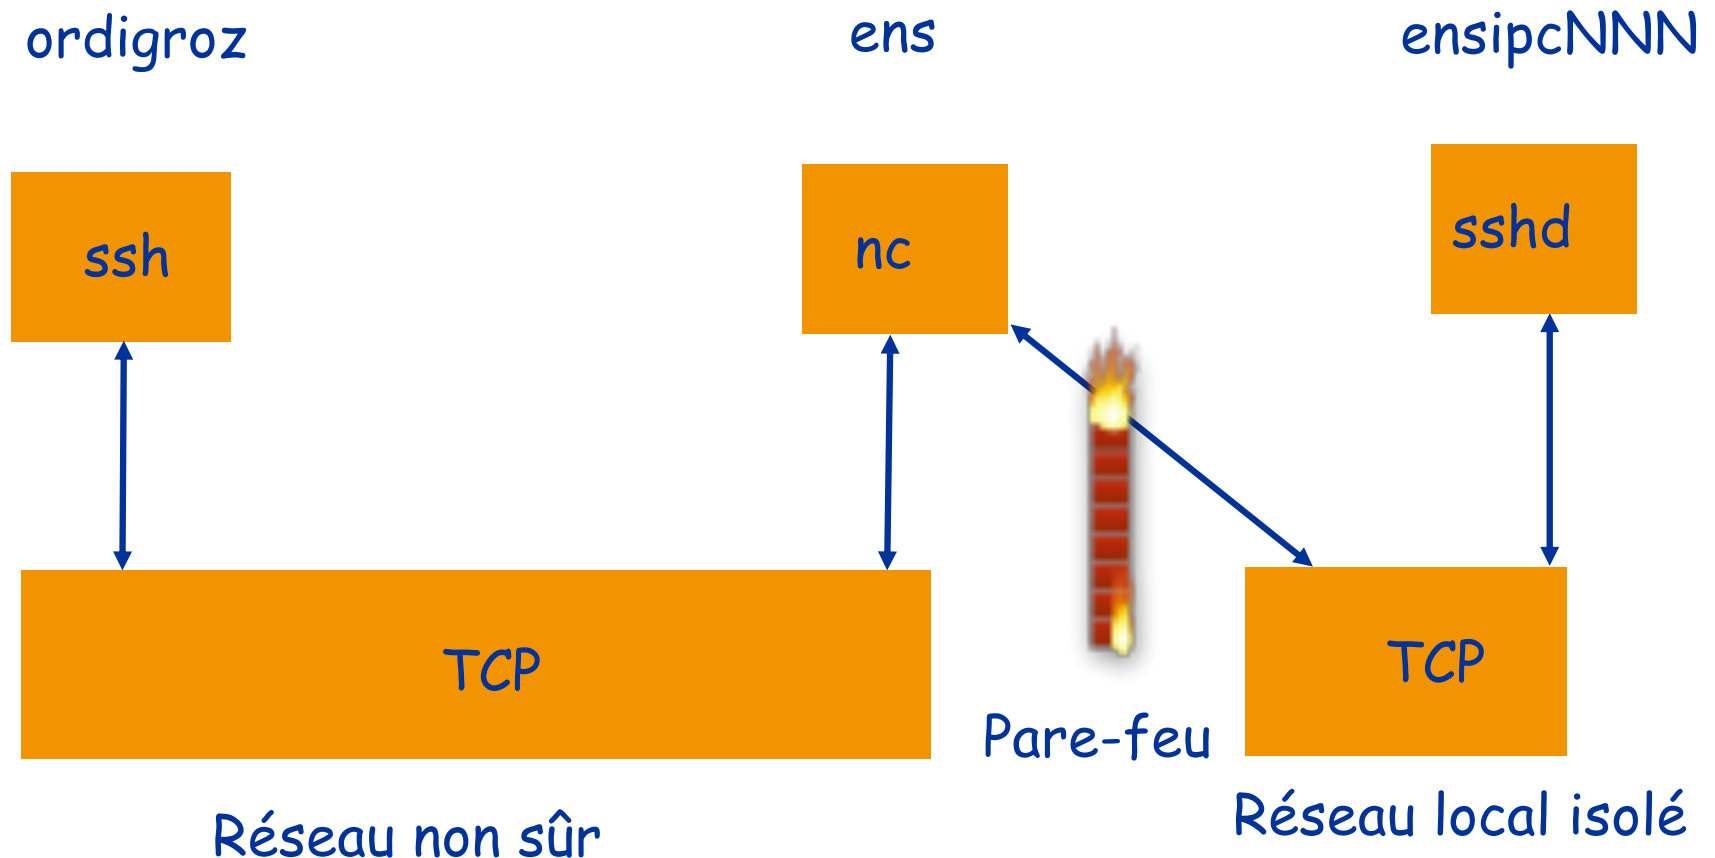 ordigroz
ens
ensipcNNN
ssh
nc
sshd
TCP
TCP
Pare-feu
Réseau non sûr
Réseau local isolé